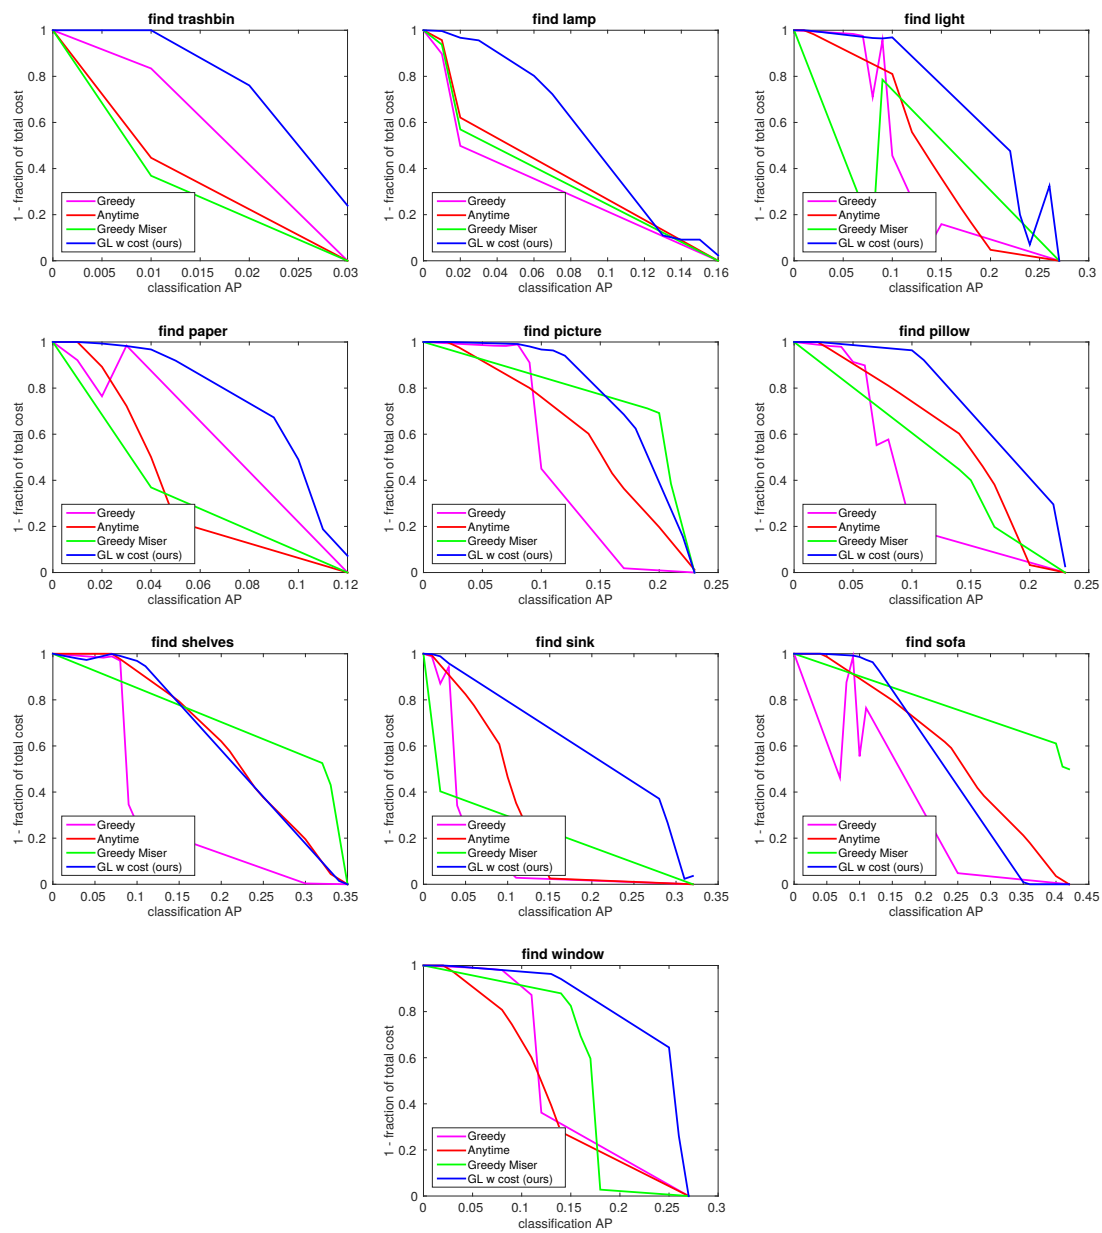 find trashbin
1 - fraction of total cost
1
0.8
0.6
0.4
0.2
0
Greedy
Anytime
Greedy Miser
GL w cost (ours)
0 0.005 0.01 0.015 0.02 0.025 0.03
classification AP
find lamp
1 - fraction of total cost
1
0.8
0.6
0.4
0.2
0
Greedy
Anytime
Greedy Miser
GL w cost (ours)
0 0.02 0.04 0.06 0.08 0.1 0.12 0.14 0.16
classification AP
find light
1 - fraction of total cost
1
0.8
0.6
0.4
0.2
0
Greedy
Anytime
Greedy Miser
GL w cost (ours)
0 0.05 0.1 0.15 0.2 0.25 0.3
classification AP
find paper
1 - fraction of total cost
1
0.8
0.6
0.4
0.2
0
Greedy
Anytime
Greedy Miser
GL w cost (ours)
0 0.02 0.04 0.06 0.08 0.1 0.12
classification AP
find picture
1 - fraction of total cost
1
0.8
0.6
0.4
0.2
0
Greedy
Anytime
Greedy Miser
GL w cost (ours)
0 0.05 0.1 0.15 0.2 0.25
classification AP
find pillow
1 - fraction of total cost
1
0.8
0.6
0.4
0.2
0
Greedy
Anytime
Greedy Miser
GL w cost (ours)
0 0.05 0.1 0.15 0.2 0.25
classification AP
find shelves
1 - fraction of total cost
1
0.8
0.6
0.4
0.2
0
Greedy
Anytime
Greedy Miser
GL w cost (ours)
0 0.05 0.1 0.15 0.2 0.25 0.3 0.35
classification AP
find sink
1 - fraction of total cost
1
0.8
0.6
0.4
0.2
0
Greedy
Anytime
Greedy Miser
GL w cost (ours)
0 0.05 0.1 0.15 0.2 0.25 0.3 0.35
classification AP
find sofa
1 - fraction of total cost
1
0.8
0.6
0.4
0.2
0
Greedy
Anytime
Greedy Miser
GL w cost (ours)
0 0.05 0.1 0.15 0.2 0.25 0.3 0.35 0.4 0.45
classification AP
find window
1 - fraction of total cost
1
0.8
0.6
0.4
0.2
0
Greedy
Anytime
Greedy Miser
GL w cost (ours)
0 0.05 0.1 0.15 0.2 0.25 0.3
classification AP